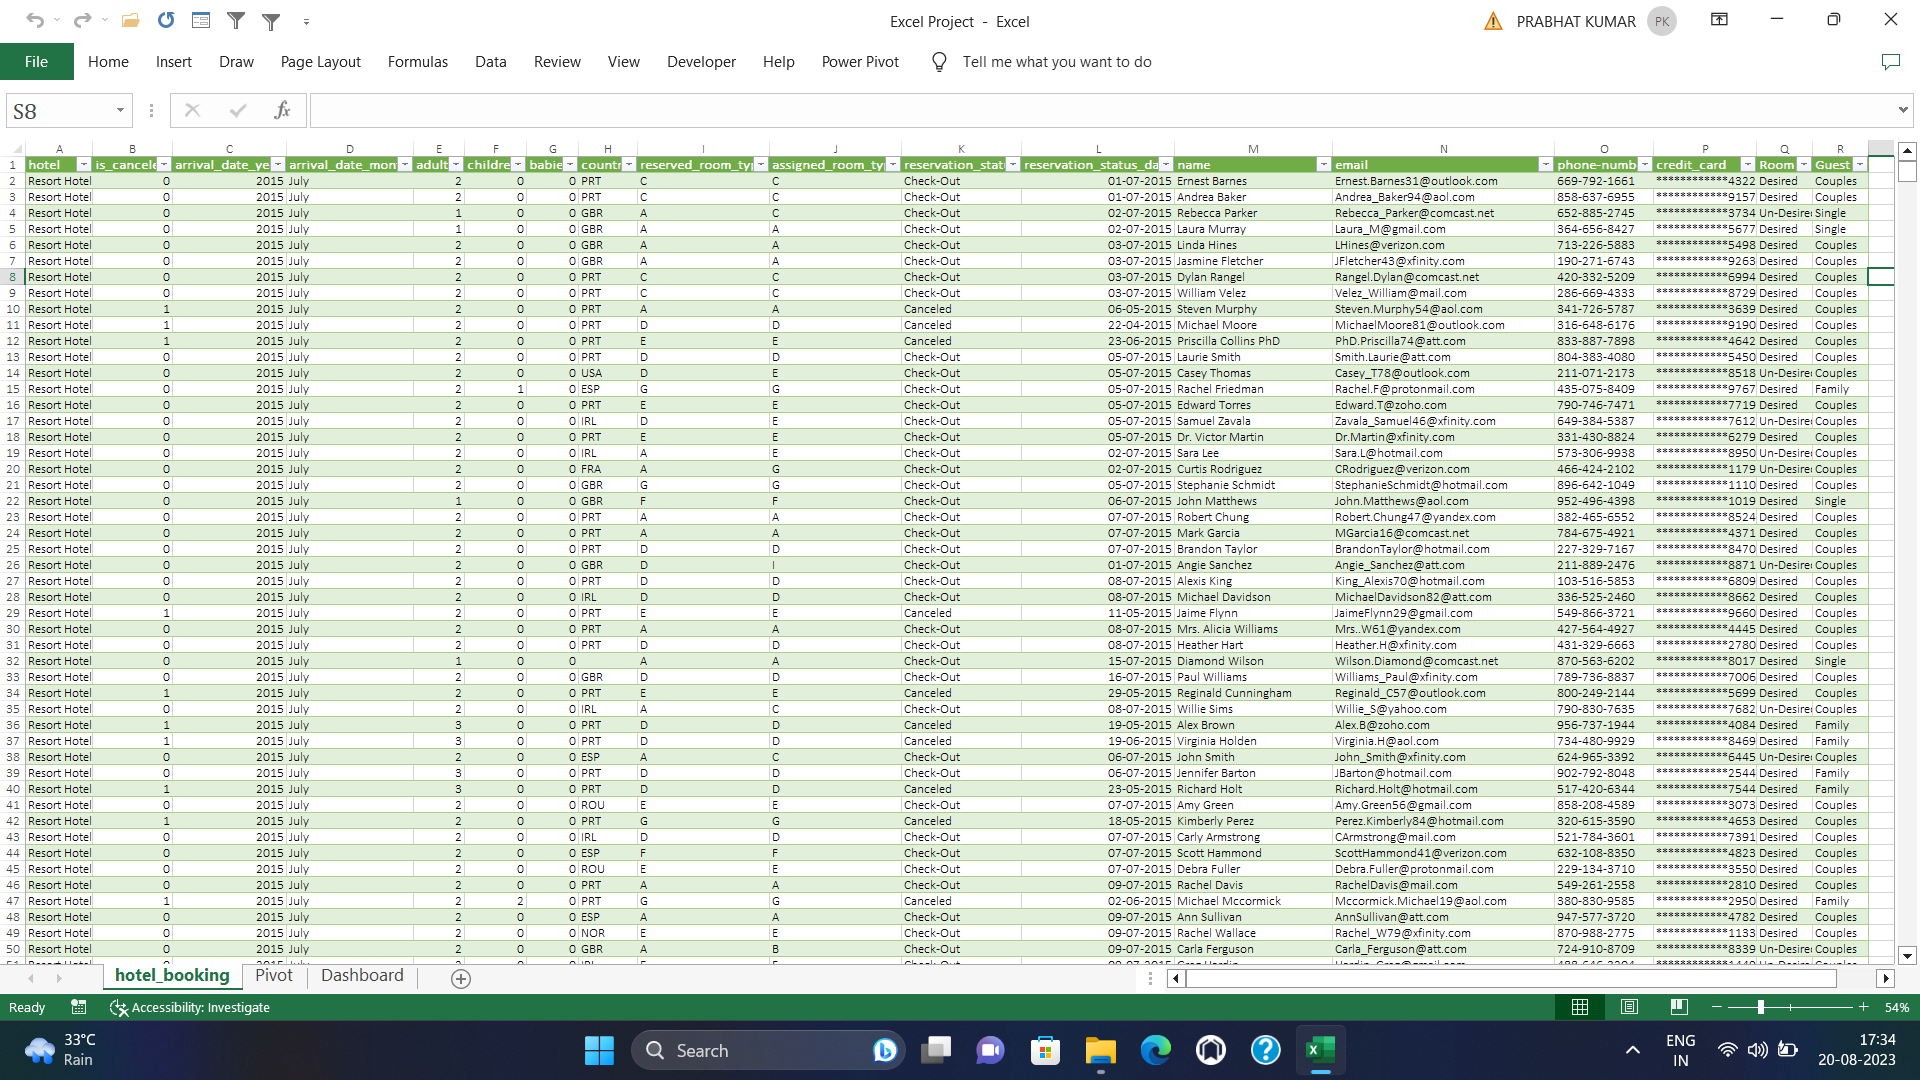 Excel Project - Excel
PRABHAT KUMAR PK
File Home Insert Draw Page Layout Formulas Data Review View Developer Help Power Pivot Tell me what you want to do
S8 fx
A B C D E F G H I J K L M N O P Q R
1 hotel is_cancele arrival_date_ye arrival_date_mon adult childre babie countr reserved_room_ty assigned_room_ty reservation_stat reservation_status_da name email phone-numb credit_card Room Guest
2 Resort Hotel 0 2015 July 2 0 0 PRT C C Check-Out 01-07-2015 Ernest Barnes Ernest.Barnes31@outlook.com 669-792-1661 ************4322 Desired Couples
3 Resort Hotel 0 2015 July 2 0 0 PRT C C Check-Out 01-07-2015 Andrea Baker Andrea_Baker94@aol.com 858-637-6955 ************9157 Desired Couples
4 Resort Hotel 0 2015 July 1 0 0 GBR A C Check-Out 02-07-2015 Rebecca Parker Rebecca_Parker@comcast.net 652-885-2745 ************3734 Un-Desire Single
5 Resort Hotel 0 2015 July 1 0 0 GBR A A Check-Out 02-07-2015 Laura Murray Laura_M@gmail.com 364-656-8427 ************5677 Desired Single
6 Resort Hotel 0 2015 July 2 0 0 GBR A A Check-Out 03-07-2015 Linda Hines LHines@verizon.com 713-226-5883 ************5498 Desired Couples
7 Resort Hotel 0 2015 July 2 0 0 GBR A A Check-Out 03-07-2015 Jasmine Fletcher JFletcher43@xfinity.com 190-271-6743 ************9263 Desired Couples
8 Resort Hotel 0 2015 July 2 0 0 PRT C C Check-Out 03-07-2015 Dylan Rangel Rangel.Dylan@comcast.net 420-332-5209 ************6994 Desired Couples
9 Resort Hotel 0 2015 July 2 0 0 PRT C C Check-Out 03-07-2015 William Velez Velez_William@mail.com 286-669-4333 ************8729 Desired Couples
10 Resort Hotel 1 2015 July 2 0 0 PRT A A Canceled 06-05-2015 Steven Murphy Steven.Murphy54@aol.com 341-726-5787 ************3639 Desired Couples
11 Resort Hotel 1 2015 July 2 0 0 PRT D D Canceled 22-04-2015 Michael Moore MichaelMoore81@outlook.com 316-648-6176 ************9190 Desired Couples
12 Resort Hotel 1 2015 July 2 0 0 PRT E E Canceled 23-06-2015 Priscilla Collins PhD PhD.Priscilla74@att.com 833-887-7898 ************4642 Desired Couples
13 Resort Hotel 0 2015 July 2 0 0 PRT D D Check-Out 05-07-2015 Laurie Smith Smith.Laurie@att.com 804-383-4080 ************5450 Desired Couples
14 Resort Hotel 0 2015 July 2 0 0 USA D E Check-Out 05-07-2015 Casey Thomas Casey_T78@outlook.com 211-071-2173 ************8518 Un-Desire Couples
15 Resort Hotel 0 2015 July 2 1 0 ESP G G Check-Out 05-07-2015 Rachel Friedman Rachel.F@protonmail.com 435-075-8409 ************9767 Desired Family
16 Resort Hotel 0 2015 July 2 0 0 PRT E E Check-Out 05-07-2015 Edward Torres Edward.T@zoho.com 790-746-7471 ************7719 Desired Couples
17 Resort Hotel 0 2015 July 2 0 0 IRL D E Check-Out 05-07-2015 Samuel Zavala Zavala_Samuel46@xfinity.com 649-384-5387 ************7612 Un-Desire Couples
18 Resort Hotel 0 2015 July 2 0 0 PRT E E Check-Out 05-07-2015 Dr. Victor Martin Dr.Martin@xfinity.com 331-430-8824 ************6279 Desired Couples
19 Resort Hotel 0 2015 July 2 0 0 IRL A E Check-Out 02-07-2015 Sara Lee Sara.L@hotmail.com 573-306-9938 ************8950 Un-Desire Couples
20 Resort Hotel 0 2015 July 2 0 0 FRA A G Check-Out 02-07-2015 Curtis Rodriguez CRodriguez@verizon.com 466-424-2102 ************1179 Un-Desire Couples
21 Resort Hotel 0 2015 July 2 0 0 GBR G G Check-Out 05-07-2015 Stephanie Schmidt StephanieSchmidt@hotmail.com 896-642-1049 ************1110 Desired Couples
22 Resort Hotel 0 2015 July 1 0 0 GBR F F Check-Out 06-07-2015 John Matthews John.Matthews@aol.com 952-496-4398 ************1019 Desired Single
23 Resort Hotel 0 2015 July 2 0 0 PRT A A Check-Out 07-07-2015 Robert Chung Robert.Chung47@yandex.com 382-465-6552 ************8524 Desired Couples
24 Resort Hotel 0 2015 July 2 0 0 PRT A A Check-Out 07-07-2015 Mark Garcia MGarcia16@comcast.net 784-675-4921 ************4371 Desired Couples
25 Resort Hotel 0 2015 July 2 0 0 PRT D D Check-Out 07-07-2015 Brandon Taylor BrandonTaylor@hotmail.com 227-329-7167 ************8470 Desired Couples
26 Resort Hotel 0 2015 July 2 0 0 GBR D I Check-Out 01-07-2015 Angie Sanchez Angie_Sanchez@att.com 211-889-2476 ************8871 Un-Desire Couples
27 Resort Hotel 0 2015 July 2 0 0 PRT D D Check-Out 08-07-2015 Alexis King King_Alexis70@hotmail.com 103-516-5853 ************6809 Desired Couples
28 Resort Hotel 0 2015 July 2 0 0 IRL D D Check-Out 08-07-2015 Michael Davidson MichaelDavidson82@att.com 336-525-2460 ************8662 Desired Couples
29 Resort Hotel 1 2015 July 2 0 0 PRT E E Canceled 11-05-2015 Jaime Flynn JaimeFlynn29@gmail.com 549-866-3721 ************9660 Desired Couples
30 Resort Hotel 0 2015 July 2 0 0 PRT A A Check-Out 08-07-2015 Mrs. Alicia Williams Mrs..W61@yandex.com 427-564-4927 ************4445 Desired Couples
31 Resort Hotel 0 2015 July 2 0 0 PRT D D Check-Out 08-07-2015 Heather Hart Heather.H@xfinity.com 431-329-6663 ************2780 Desired Couples
32 Resort Hotel 0 2015 July 1 0 0 A A Check-Out 15-07-2015 Diamond Wilson Wilson.Diamond@comcast.net 870-563-6202 ************8017 Desired Single
33 Resort Hotel 0 2015 July 2 0 0 GBR D D Check-Out 16-07-2015 Paul Williams Williams_Paul@xfinity.com 789-736-8837 ************7006 Desired Couples
34 Resort Hotel 1 2015 July 2 0 0 PRT E E Canceled 29-05-2015 Reginald Cunningham Reginald_C57@outlook.com 800-249-2144 ************5699 Desired Couples
35 Resort Hotel 0 2015 July 2 0 0 IRL A C Check-Out 08-07-2015 Willie Sims Willie_S@yahoo.com 790-830-7635 ************7682 Un-Desire Couples
36 Resort Hotel 1 2015 July 3 0 0 PRT D D Canceled 19-05-2015 Alex Brown Alex.B@zoho.com 956-737-1944 ************4084 Desired Family
37 Resort Hotel 1 2015 July 3 0 0 PRT D D Canceled 19-06-2015 Virginia Holden Virginia.H@aol.com 734-480-9929 ************8469 Desired Family
38 Resort Hotel 0 2015 July 2 0 0 ESP A C Check-Out 06-07-2015 John Smith John_Smith@xfinity.com 624-965-3392 ************6445 Un-Desire Couples
39 Resort Hotel 0 2015 July 3 0 0 PRT D D Check-Out 06-07-2015 Jennifer Barton JBarton@hotmail.com 902-792-8048 ************2544 Desired Family
40 Resort Hotel 1 2015 July 3 0 0 PRT D D Canceled 23-05-2015 Richard Holt Richard.Holt@hotmail.com 517-420-6344 ************7544 Desired Family
41 Resort Hotel 0 2015 July 2 0 0 ROU E E Check-Out 07-07-2015 Amy Green Amy.Green56@gmail.com 858-208-4589 ************3073 Desired Couples
42 Resort Hotel 1 2015 July 2 0 0 PRT G G Canceled 18-05-2015 Kimberly Perez Perez.Kimberly84@hotmail.com 320-615-3590 ************4653 Desired Couples
43 Resort Hotel 0 2015 July 2 0 0 IRL D D Check-Out 07-07-2015 Carly Armstrong CArmstrong@mail.com 521-784-3601 ************7391 Desired Couples
44 Resort Hotel 0 2015 July 2 0 0 ESP F F Check-Out 07-07-2015 Scott Hammond ScottHammond41@verizon.com 632-108-8350 ************4823 Desired Couples
45 Resort Hotel 0 2015 July 2 0 0 ROU E E Check-Out 07-07-2015 Debra Fuller Debra.Fuller@protonmail.com 229-134-3710 ************3550 Desired Couples
46 Resort Hotel 0 2015 July 2 0 0 PRT A A Check-Out 09-07-2015 Rachel Davis RachelDavis@mail.com 549-261-2558 ************2810 Desired Couples
47 Resort Hotel 1 2015 July 2 2 0 PRT G G Canceled 02-06-2015 Michael Mccormick Mccormick.Michael19@aol.com 380-830-9585 ************2950 Desired Family
48 Resort Hotel 0 2015 July 2 0 0 ESP A A Check-Out 09-07-2015 Ann Sullivan AnnSullivan@att.com 947-577-3720 ************4782 Desired Couples
49 Resort Hotel 0 2015 July 2 0 0 NOR E E Check-Out 09-07-2015 Rachel Wallace Rachel_W79@xfinity.com 870-988-2775 ************1133 Desired Couples
50 Resort Hotel 0 2015 July 2 0 0 GBR A B Check-Out 09-07-2015 Carla Ferguson Carla_Ferguson@att.com 724-910-8709 ************8339 Un-Desire Couples
hotel_booking Pivot Dashboard
Ready Accessibility: Investigate 54%
33°C
Rain
Search
ENG
IN
17:34
20-08-2023